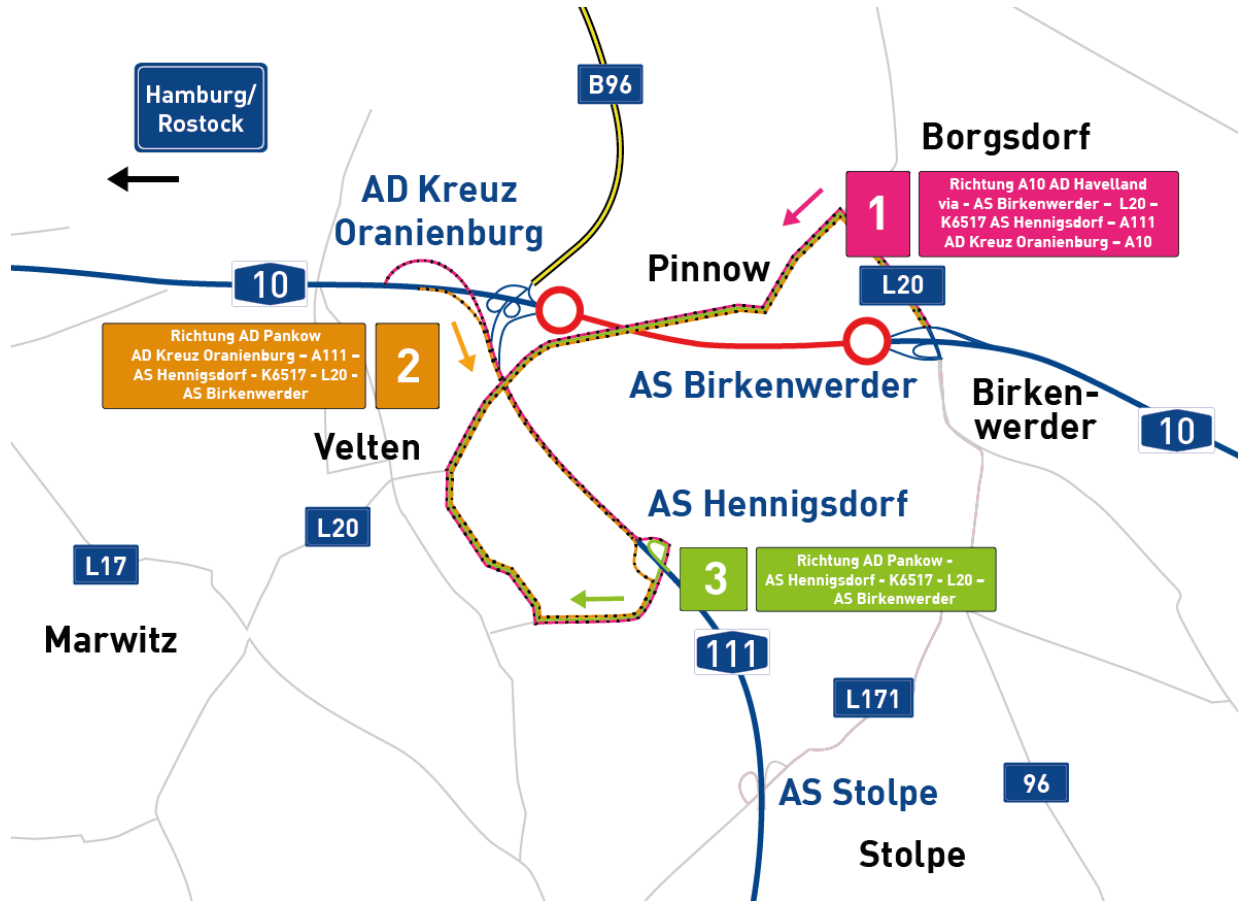 Hamburg/
Rostock
B96
Borgsdorf
AD Kreuz
Oranienburg
1
Richtung A10 AD Havelland
via - AS Birkenwerder – L20 –
K6517 AS Hennigsdorf – A111
AD Kreuz Oranienburg – A10
Pinnow
10
L20
Richtung AD Pankow
AD Kreuz Oranienburg – A111 –
AS Hennigsdorf - K6517 - L20 -
AS Birkenwerder
2
AS Birkenwerder
Birken-
werder
10
Velten
AS Hennigsdorf
L20
L17
3
Richtung AD Pankow -
AS Hennigsdorf - K6517 - L20 –
AS Birkenwerder
Marwitz
111
L171
AS Stolpe
96
Stolpe